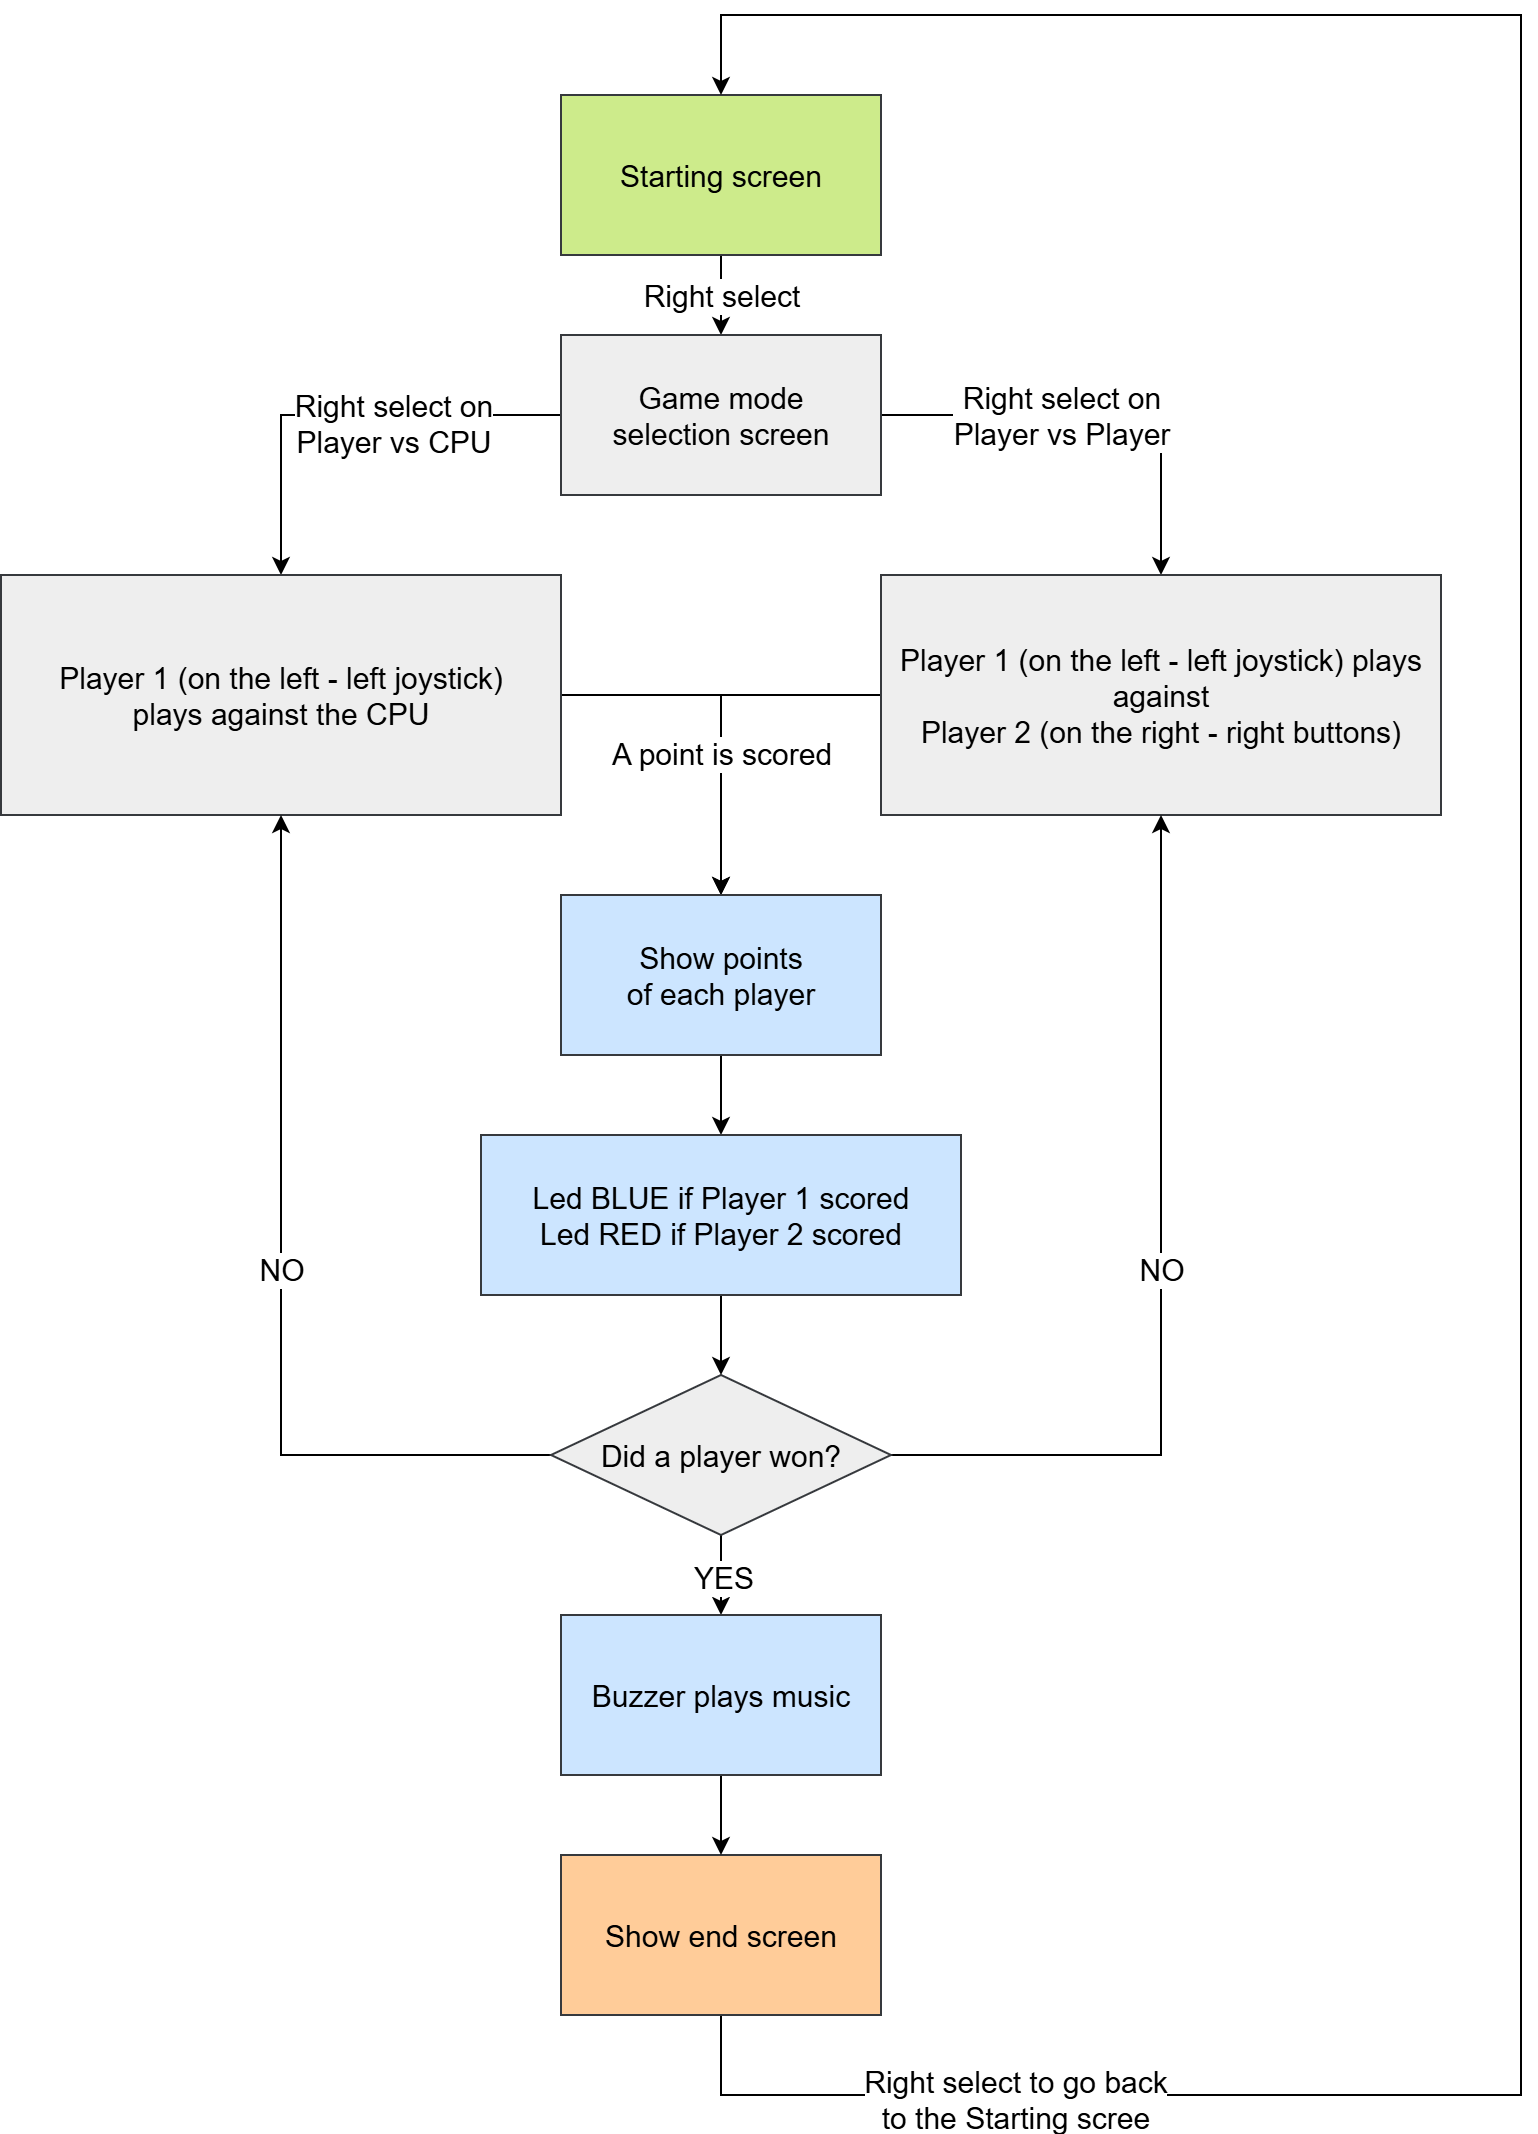 Starting screen
Right select
Right select on
Player vs CPU
Game mode
selection screen
Right select on
Player vs Player
Player 1 (on the left - left joystick)
plays against the CPU
Player 1 (on the left - left joystick) plays
against
Player 2 (on the right - right buttons)
A point is scored
Show points
of each player
Led BLUE if Player 1 scored
Led RED if Player 2 scored
NO
NO
Did a player won?
YES
Buzzer plays music
Show end screen
Right select to go back
to the Starting scree